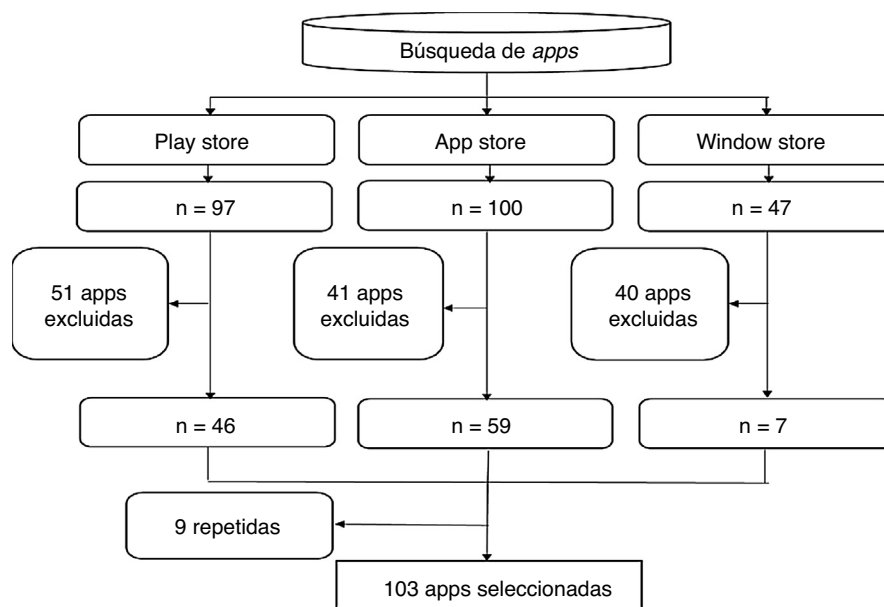 Búsqueda de apps
Play store
App store
Window store
n = 97
n = 100
n = 47
51 apps
excluidas
41 apps
excluidas
40 apps
excluidas
n = 46
n = 59
n = 7
9 repetidas
103 apps seleccionadas